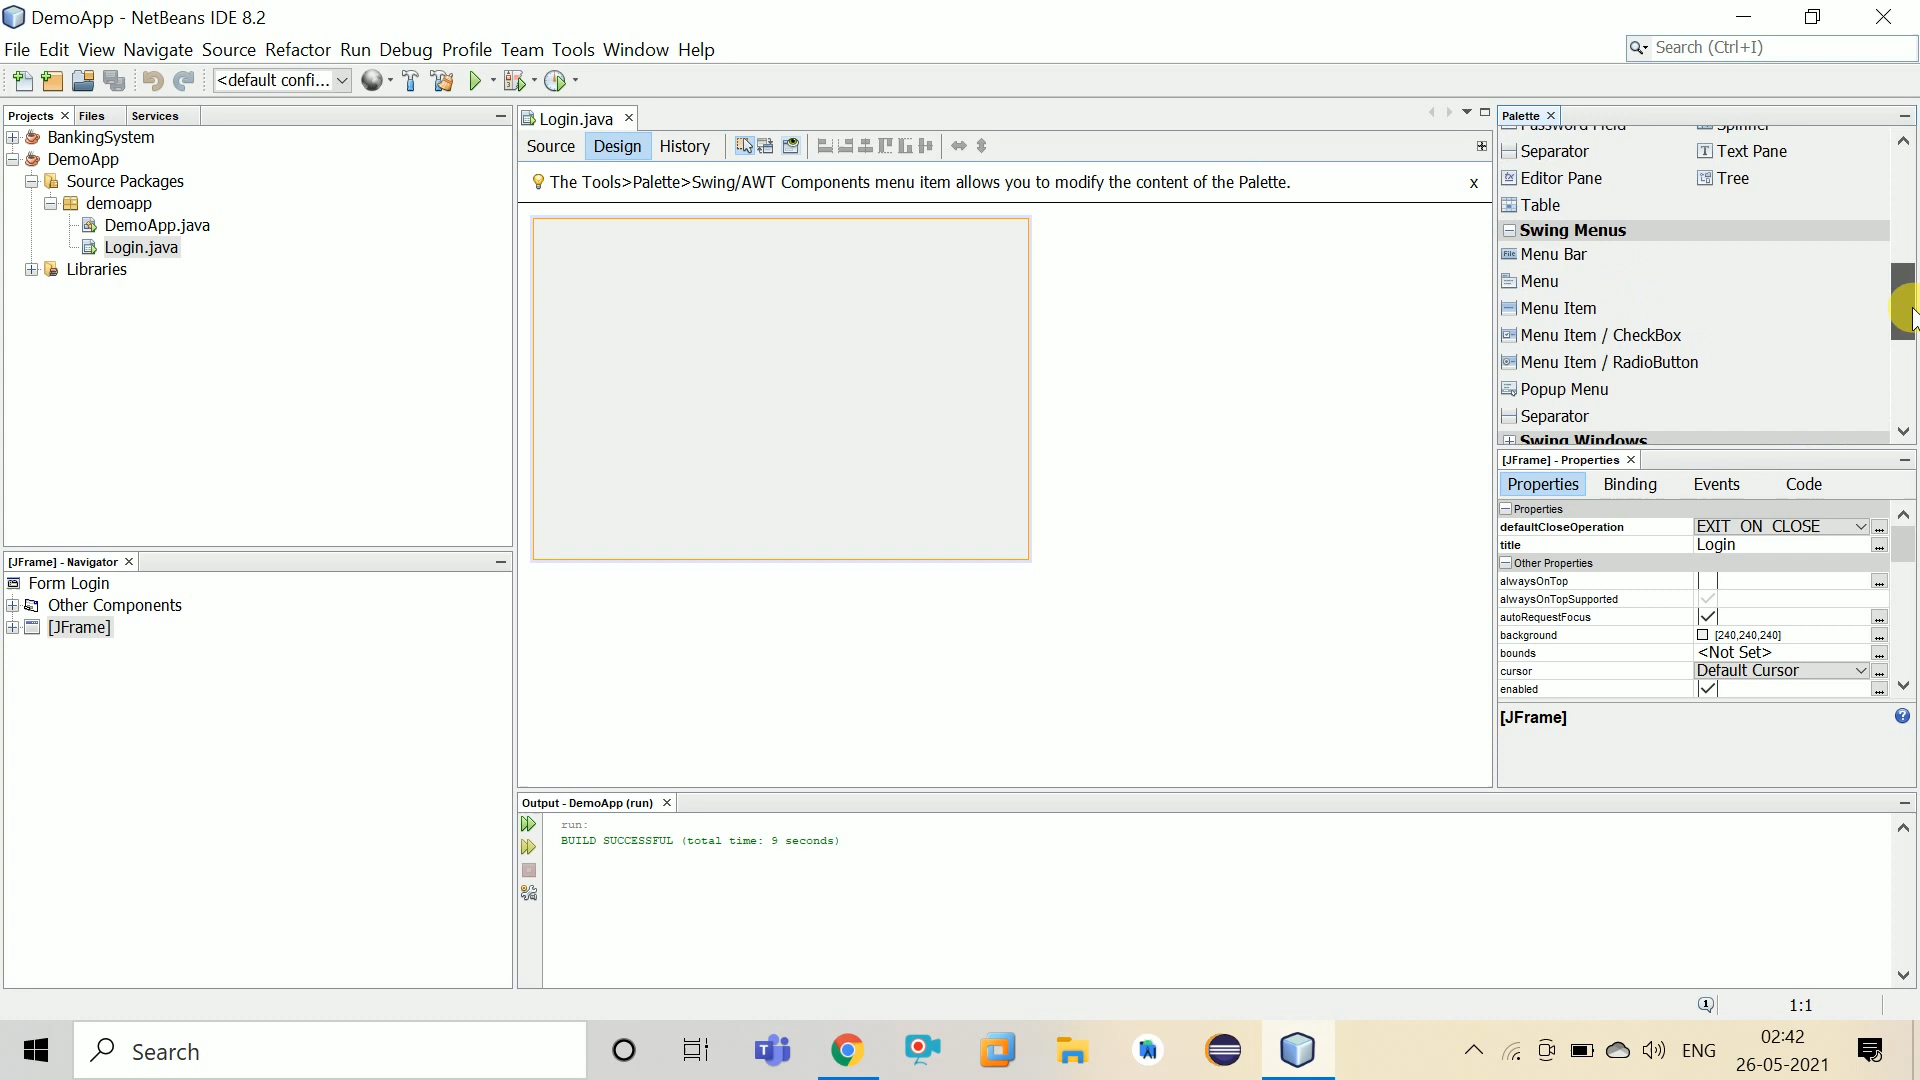 DemoApp - NetBeans IDE 8.2
File Edit View Navigate Source Refactor Run Debug Profile Team Tools Window Help
Search (Ctrl+I)
<default confi...
Projects Files Services
BankingSystem
DemoApp
Source Packages
demoapp
DemoApp.java
Login.java
Libraries
[JFrame] - Navigator
Form Login
Other Components
[JFrame]
Login.java
Source Design History
The Tools>Palette>Swing/AWT Components menu item allows you to modify the content of the Palette. x
Output - DemoApp (run)
run:
BUILD SUCCESSFUL (total time: 9 seconds)
Palette
Password Field Spinner
Separator Text Pane
Editor Pane Tree
Table
Swing Menus
Menu Bar
Menu
Menu Item
Menu Item / CheckBox
Menu Item / RadioButton
Popup Menu
Separator
Swing Windows
[JFrame] - Properties
Properties Binding Events Code
Properties
defaultCloseOperation EXIT_ON_CLOSE
title Login
Other Properties
alwaysOnTop
alwaysOnTopSupported
autoRequestFocus
background [240,240,240]
bounds <Not Set>
cursor Default Cursor
enabled
[JFrame]
1:1
Search
ENG
02:42
26-05-2021